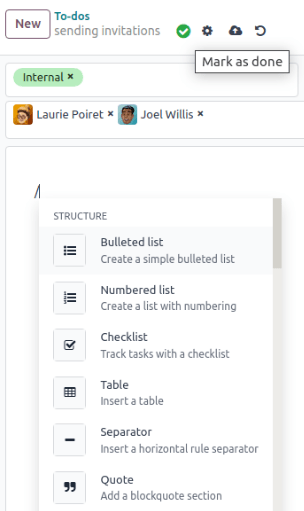 New
To-dos
sending invitations
Mark as done
Internal ×
Laurie Poiret × Joel Willis ×
/
STRUCTURE
Bulleted list
Create a simple bulleted list
Numbered list
Create a list with numbering
Checklist
Track tasks with a checklist
Table
Insert a table
Separator
Insert a horizontal rule separator
Quote
Add a blockquote section